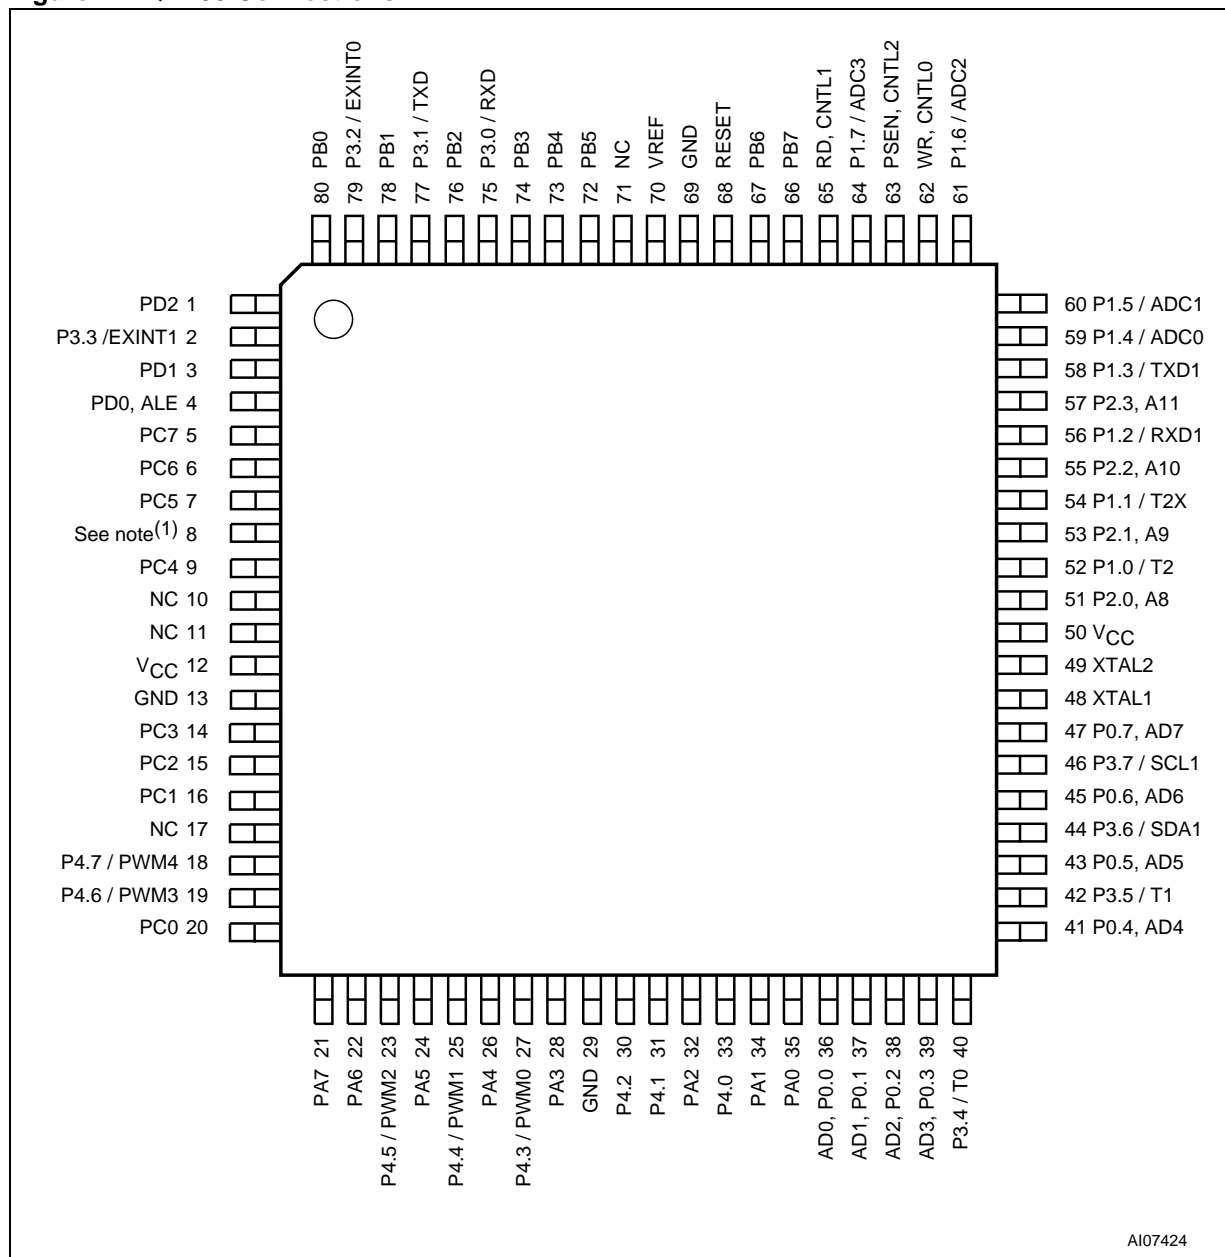 80 PB0
79 P3.2 / EXINT0
78 PB1
77 P3.1 / TXD
76 PB2
75 P3.0 / RXD
74 PB3
73 PB4
72 PB5
71 NC
70 VREF
69 GND
68 RESET
67 PB6
66 PB7
65 RD, CNTL1
64 P1.7 / ADC3
63 PSEN, CNTL2
62 WR, CNTL0
61 P1.6 / ADC2
PD2 1
P3.3 /EXINT1 2
PD1 3
PD0, ALE 4
PC7 5
PC6 6
PC5 7
See note(1) 8
PC4 9
NC 10
NC 11
VCC 12
GND 13
PC3 14
PC2 15
PC1 16
NC 17
P4.7 / PWM4 18
P4.6 / PWM3 19
PC0 20
60 P1.5 / ADC1
59 P1.4 / ADC0
58 P1.3 / TXD1
57 P2.3, A11
56 P1.2 / RXD1
55 P2.2, A10
54 P1.1 / T2X
53 P2.1, A9
52 P1.0 / T2
51 P2.0, A8
50 VCC
49 XTAL2
48 XTAL1
47 P0.7, AD7
46 P3.7 / SCL1
45 P0.6, AD6
44 P3.6 / SDA1
43 P0.5, AD5
42 P3.5 / T1
41 P0.4, AD4
PA7 21
PA6 22
P4.5 / PWM2 23
PA5 24
P4.4 / PWM1 25
PA4 26
P4.3 / PWM0 27
PA3 28
GND 29
P4.2 30
P4.1 31
PA2 32
P4.0 33
PA1 34
PA0 35
AD0, P0.0 36
AD1, P0.1 37
AD2, P0.2 38
AD3, P0.3 39
P3.4 / T0 40
AI07424